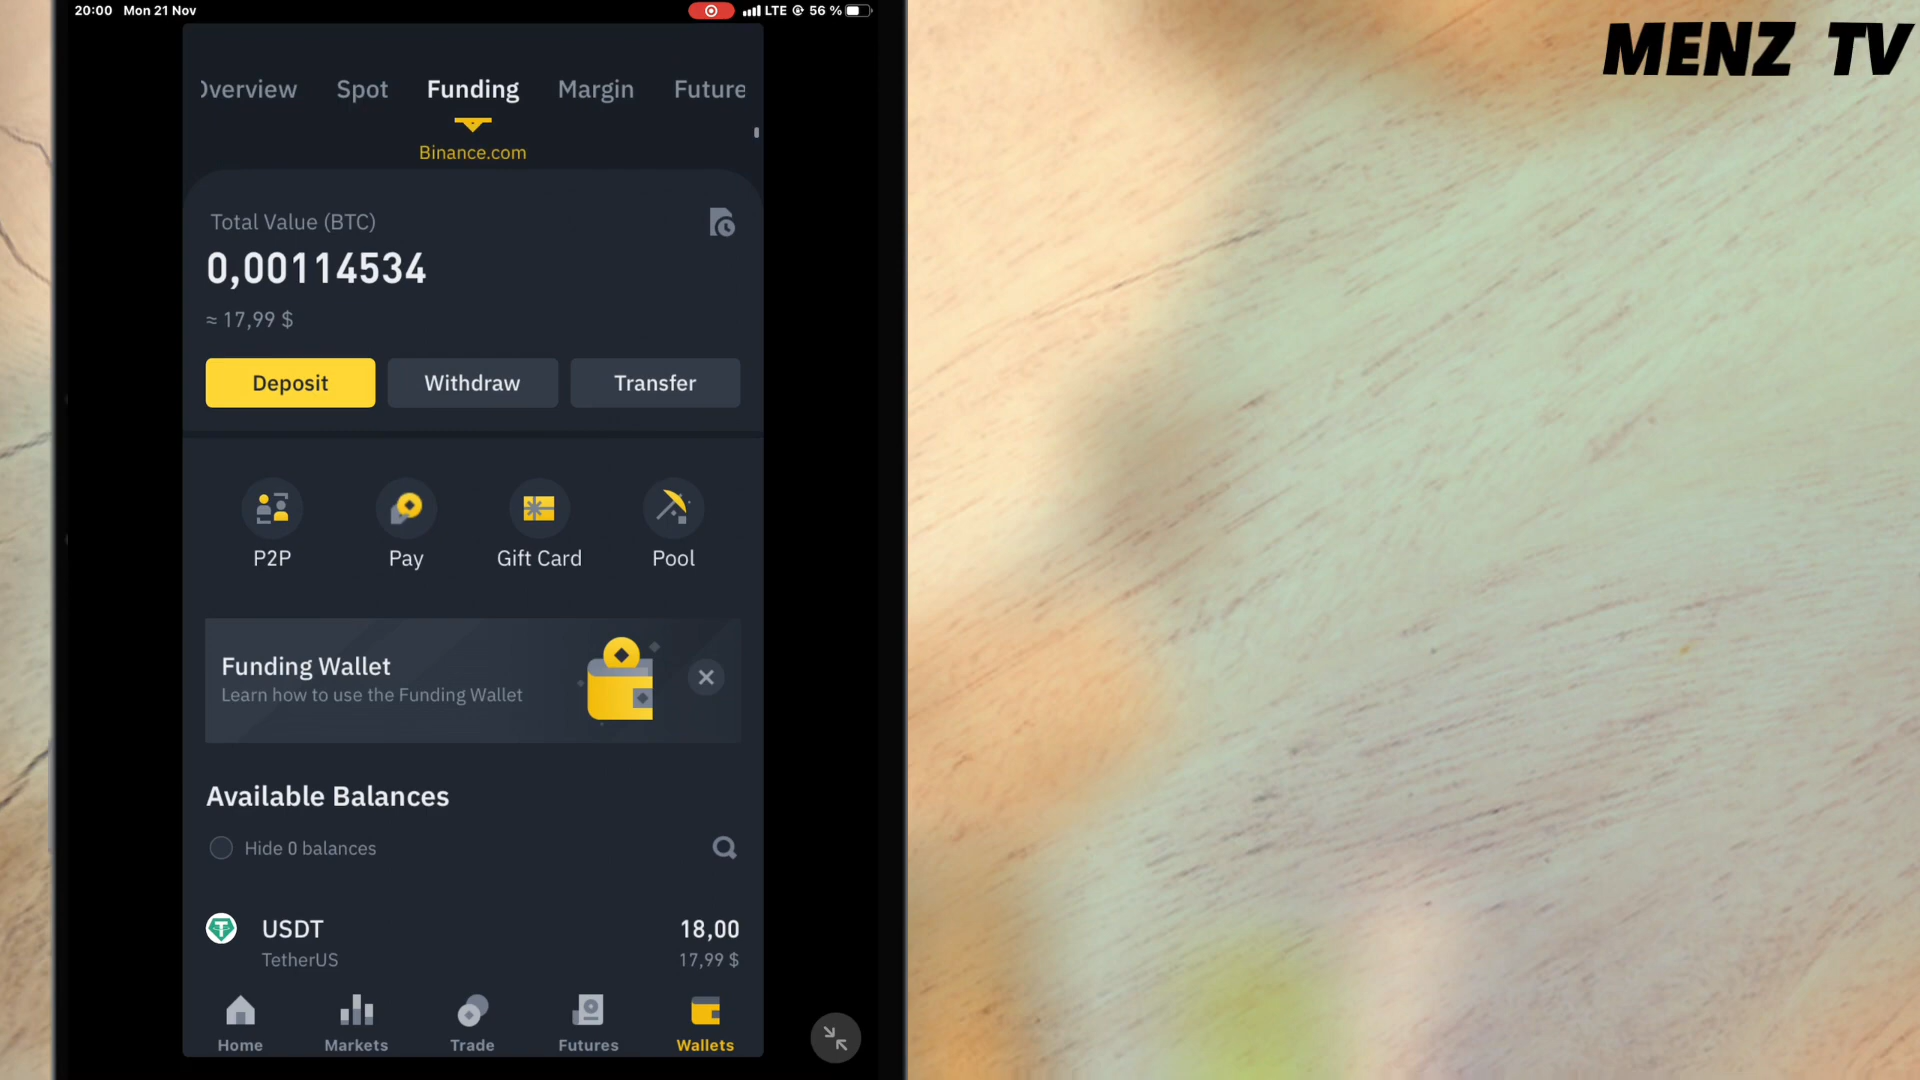 20:00 Mon 21 Nov
LTE 56 %
MENZ TV
Overview Spot Funding Margin Future
Binance.com
Total Value (BTC)
0,00114534
≈ 17,99 $
Deposit Withdraw Transfer
P2P Pay Gift Card Pool
Funding Wallet
Learn how to use the Funding Wallet
Available Balances
Hide 0 balances
USDT 18,00
TetherUS 17,99 $
Home Markets Trade Futures Wallets